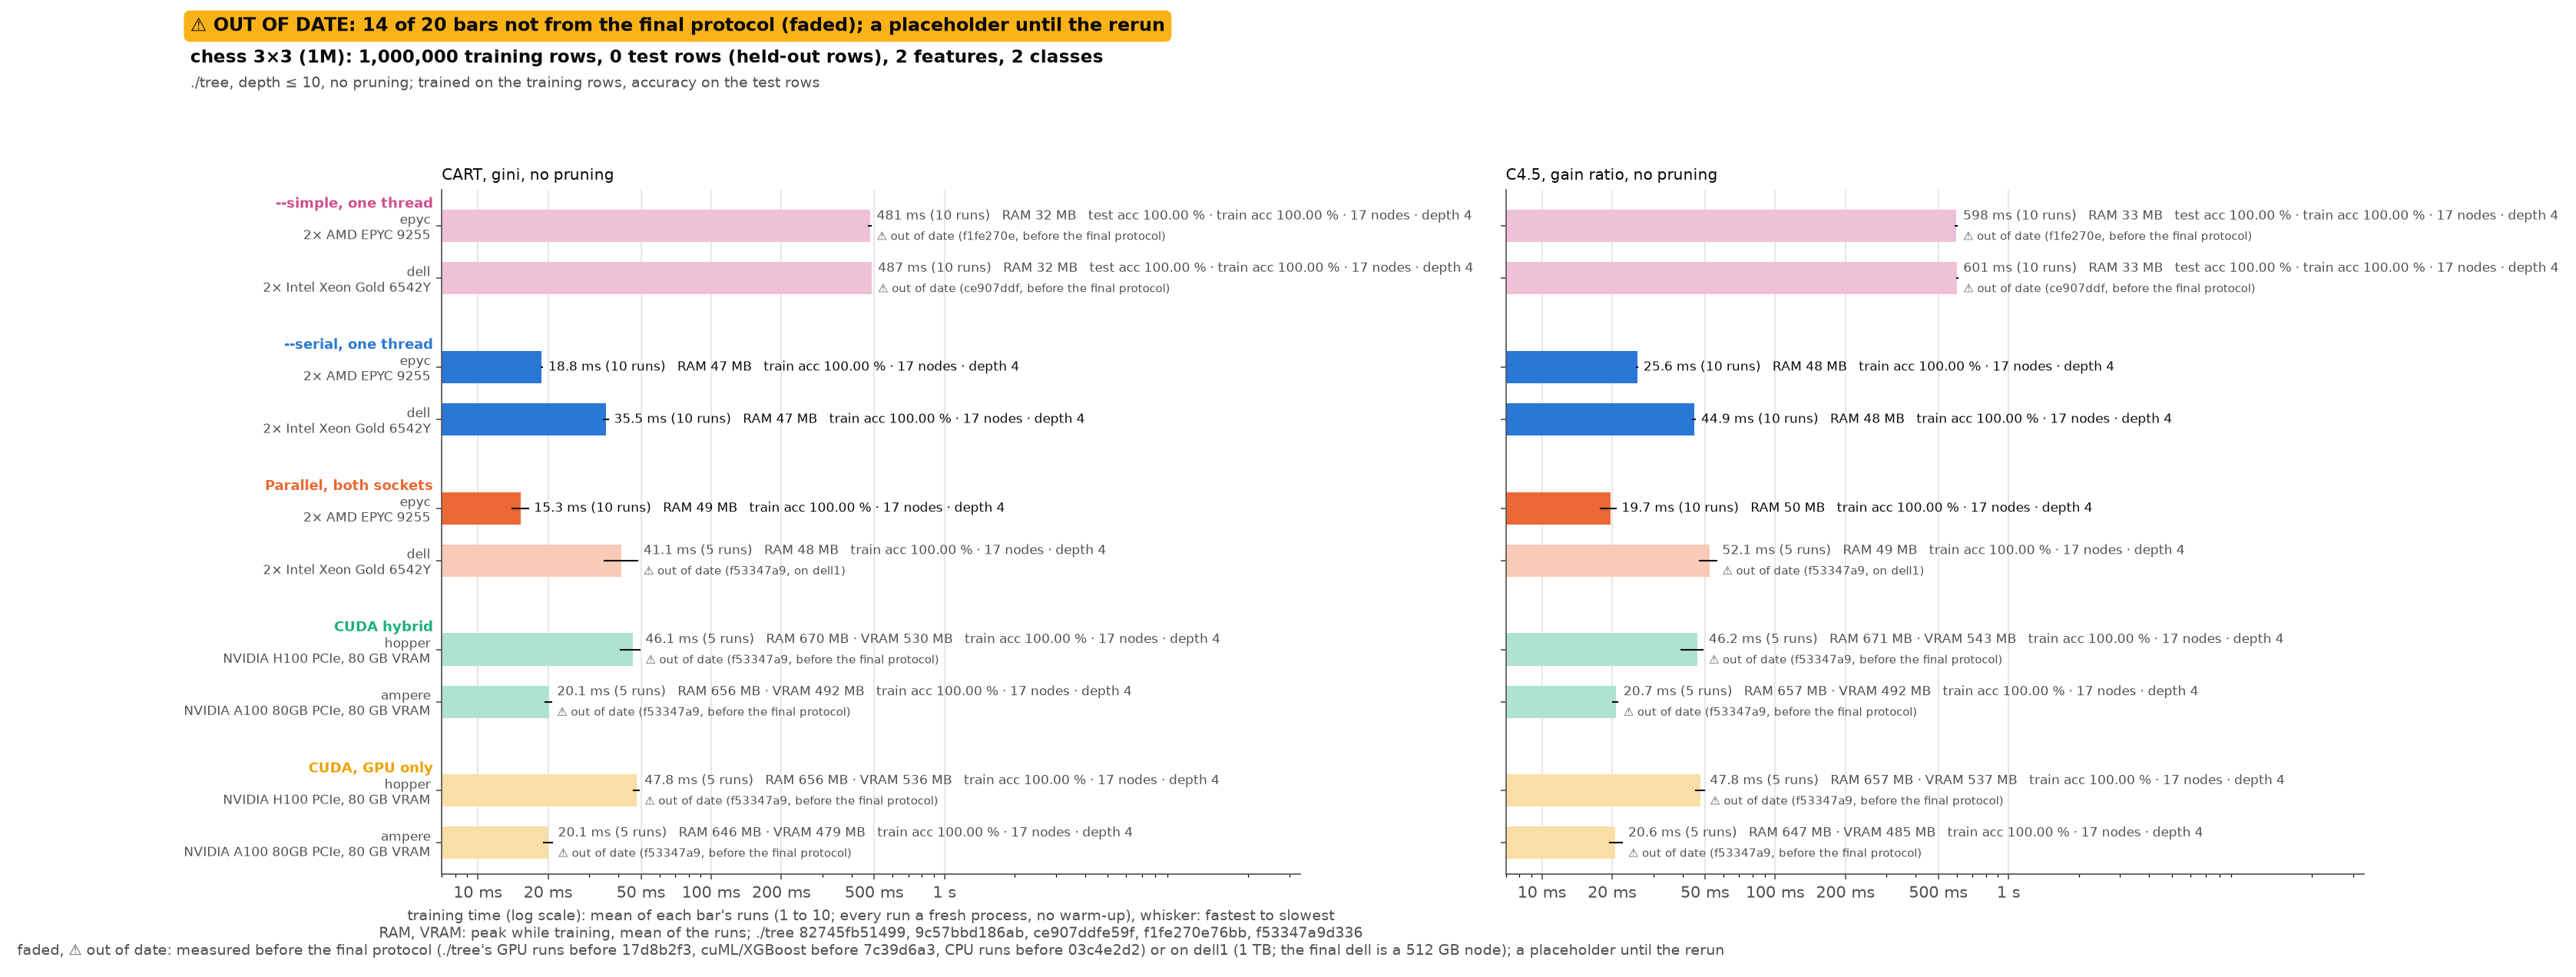 ⚠ OUT OF DATE: 14 of 20 bars not from the final protocol (faded); a placeholder until the rerun
chess 3×3 (1M): 1,000,000 training rows, 0 test rows (held-out rows), 2 features, 2 classes
./tree, depth ≤ 10, no pruning; trained on the training rows, accuracy on the test rows
CART, gini, no pruning
--simple, one thread
epyc
2× AMD EPYC 9255
481 ms (10 runs) RAM 32 MB test acc 100.00 % · train acc 100.00 % · 17 nodes · depth 4
⚠ out of date (f1fe270e, before the final protocol)
dell
2× Intel Xeon Gold 6542Y
487 ms (10 runs) RAM 32 MB test acc 100.00 % · train acc 100.00 % · 17 nodes · depth 4
⚠ out of date (ce907ddf, before the final protocol)
--serial, one thread
epyc
2× AMD EPYC 9255
18.8 ms (10 runs) RAM 47 MB train acc 100.00 % · 17 nodes · depth 4
dell
2× Intel Xeon Gold 6542Y
35.5 ms (10 runs) RAM 47 MB train acc 100.00 % · 17 nodes · depth 4
Parallel, both sockets
epyc
2× AMD EPYC 9255
15.3 ms (10 runs) RAM 49 MB train acc 100.00 % · 17 nodes · depth 4
dell
2× Intel Xeon Gold 6542Y
41.1 ms (5 runs) RAM 48 MB train acc 100.00 % · 17 nodes · depth 4
⚠ out of date (f53347a9, on dell1)
CUDA hybrid
hopper
NVIDIA H100 PCIe, 80 GB VRAM
46.1 ms (5 runs) RAM 670 MB · VRAM 530 MB train acc 100.00 % · 17 nodes · depth 4
⚠ out of date (f53347a9, before the final protocol)
ampere
NVIDIA A100 80GB PCIe, 80 GB VRAM
20.1 ms (5 runs) RAM 656 MB · VRAM 492 MB train acc 100.00 % · 17 nodes · depth 4
⚠ out of date (f53347a9, before the final protocol)
CUDA, GPU only
hopper
NVIDIA H100 PCIe, 80 GB VRAM
47.8 ms (5 runs) RAM 656 MB · VRAM 536 MB train acc 100.00 % · 17 nodes · depth 4
⚠ out of date (f53347a9, before the final protocol)
ampere
NVIDIA A100 80GB PCIe, 80 GB VRAM
20.1 ms (5 runs) RAM 646 MB · VRAM 479 MB train acc 100.00 % · 17 nodes · depth 4
⚠ out of date (f53347a9, before the final protocol)
10 ms 20 ms 50 ms 100 ms 200 ms 500 ms 1 s
C4.5, gain ratio, no pruning
598 ms (10 runs) RAM 33 MB test acc 100.00 % · train acc 100.00 % · 17 nodes · depth 4
⚠ out of date (f1fe270e, before the final protocol)
601 ms (10 runs) RAM 33 MB test acc 100.00 % · train acc 100.00 % · 17 nodes · depth 4
⚠ out of date (ce907ddf, before the final protocol)
25.6 ms (10 runs) RAM 48 MB train acc 100.00 % · 17 nodes · depth 4
44.9 ms (10 runs) RAM 48 MB train acc 100.00 % · 17 nodes · depth 4
19.7 ms (10 runs) RAM 50 MB train acc 100.00 % · 17 nodes · depth 4
52.1 ms (5 runs) RAM 49 MB train acc 100.00 % · 17 nodes · depth 4
⚠ out of date (f53347a9, on dell1)
46.2 ms (5 runs) RAM 671 MB · VRAM 543 MB train acc 100.00 % · 17 nodes · depth 4
⚠ out of date (f53347a9, before the final protocol)
20.7 ms (5 runs) RAM 657 MB · VRAM 492 MB train acc 100.00 % · 17 nodes · depth 4
⚠ out of date (f53347a9, before the final protocol)
47.8 ms (5 runs) RAM 657 MB · VRAM 537 MB train acc 100.00 % · 17 nodes · depth 4
⚠ out of date (f53347a9, before the final protocol)
20.6 ms (5 runs) RAM 647 MB · VRAM 485 MB train acc 100.00 % · 17 nodes · depth 4
⚠ out of date (f53347a9, before the final protocol)
10 ms 20 ms 50 ms 100 ms 200 ms 500 ms 1 s
training time (log scale): mean of each bar's runs (1 to 10; every run a fresh process, no warm-up), whisker: fastest to slowest
RAM, VRAM: peak while training, mean of the runs; ./tree 82745fb51499, 9c57bbd186ab, ce907ddfe59f, f1fe270e76bb, f53347a9d336
faded, ⚠ out of date: measured before the final protocol (./tree's GPU runs before 17d8b2f3, cuML/XGBoost before 7c39d6a3, CPU runs before 03c4e2d2) or on dell1 (1 TB; the final dell is a 512 GB node); a placeholder until the rerun